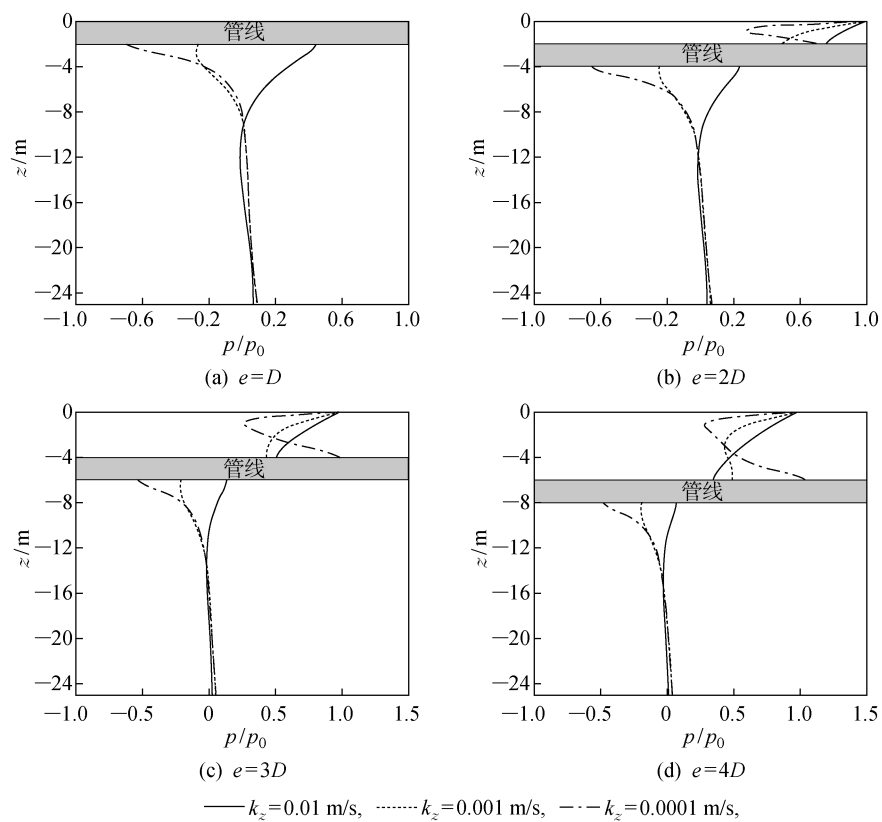 0
−4
−8
−12
−16
−20
−24
z/m
管线
−1.0 −0.6 −0.2 0.2 0.6 1.0
p/p₀
(a) e=D
0
−4
−8
−12
−16
−20
−24
z/m
管线
−1.0 −0.6 −0.2 0.2 0.6 1.0
p/p₀
(b) e=2D
0
−4
−8
−12
−16
−20
−24
z/m
管线
−1.0 −0.5 0 0.5 1.0 1.5
p/p₀
(c) e=3D
0
−4
−8
−12
−16
−20
−24
z/m
管线
−1.0 −0.5 0 0.5 1.0 1.5
p/p₀
(d) e=4D
k_z=0.01 m/s, k_z=0.001 m/s, k_z=0.0001 m/s,